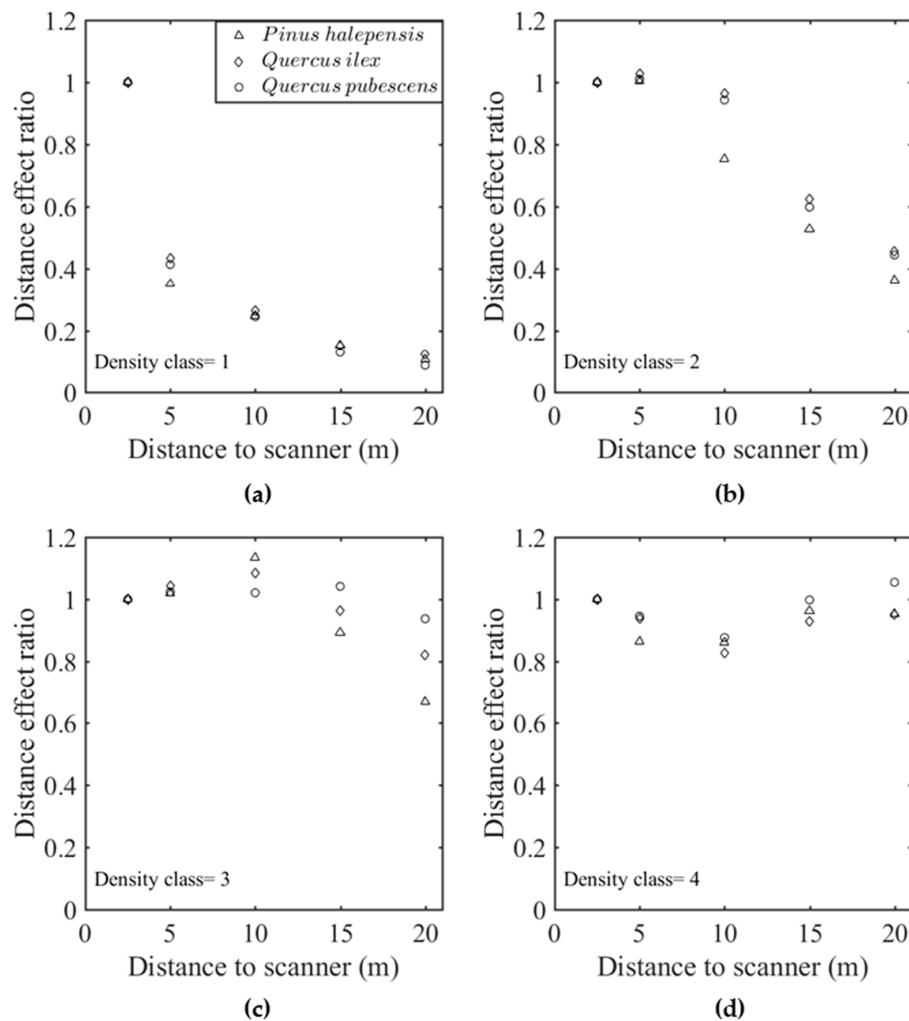 1.2
1
0.8
0.6
0.4
0.2
0
Distance effect ratio
Pinus halepensis
Quercus ilex
Quercus pubescens
Density class= 1
0 5 10 15 20
Distance to scanner (m)
(a)
1.2
1
0.8
0.6
0.4
0.2
0
Distance effect ratio
Density class= 2
0 5 10 15 20
Distance to scanner (m)
(b)
1.2
1
0.8
0.6
0.4
0.2
0
Distance effect ratio
Density class= 3
0 5 10 15 20
Distance to scanner (m)
(c)
1.2
1
0.8
0.6
0.4
0.2
0
Distance effect ratio
Density class= 4
0 5 10 15 20
Distance to scanner (m)
(d)